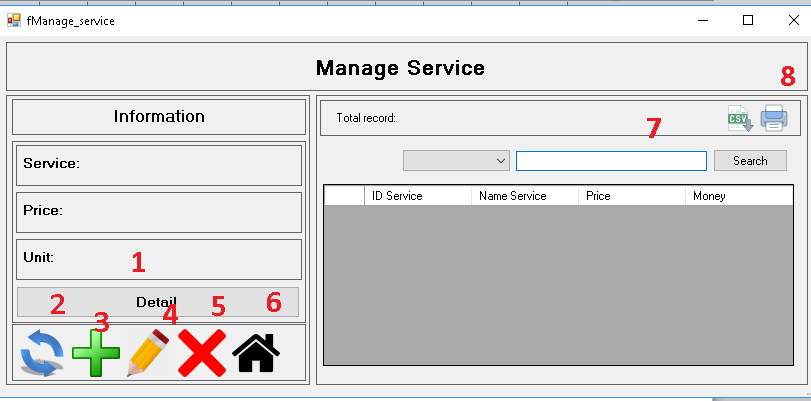 fManage_service
Manage Service
8
Information
Total record:
7
CSV
Service:
Search
ID Service Name Service Price Money
Price:
Unit:
1
Detail
2 3 4 5 6